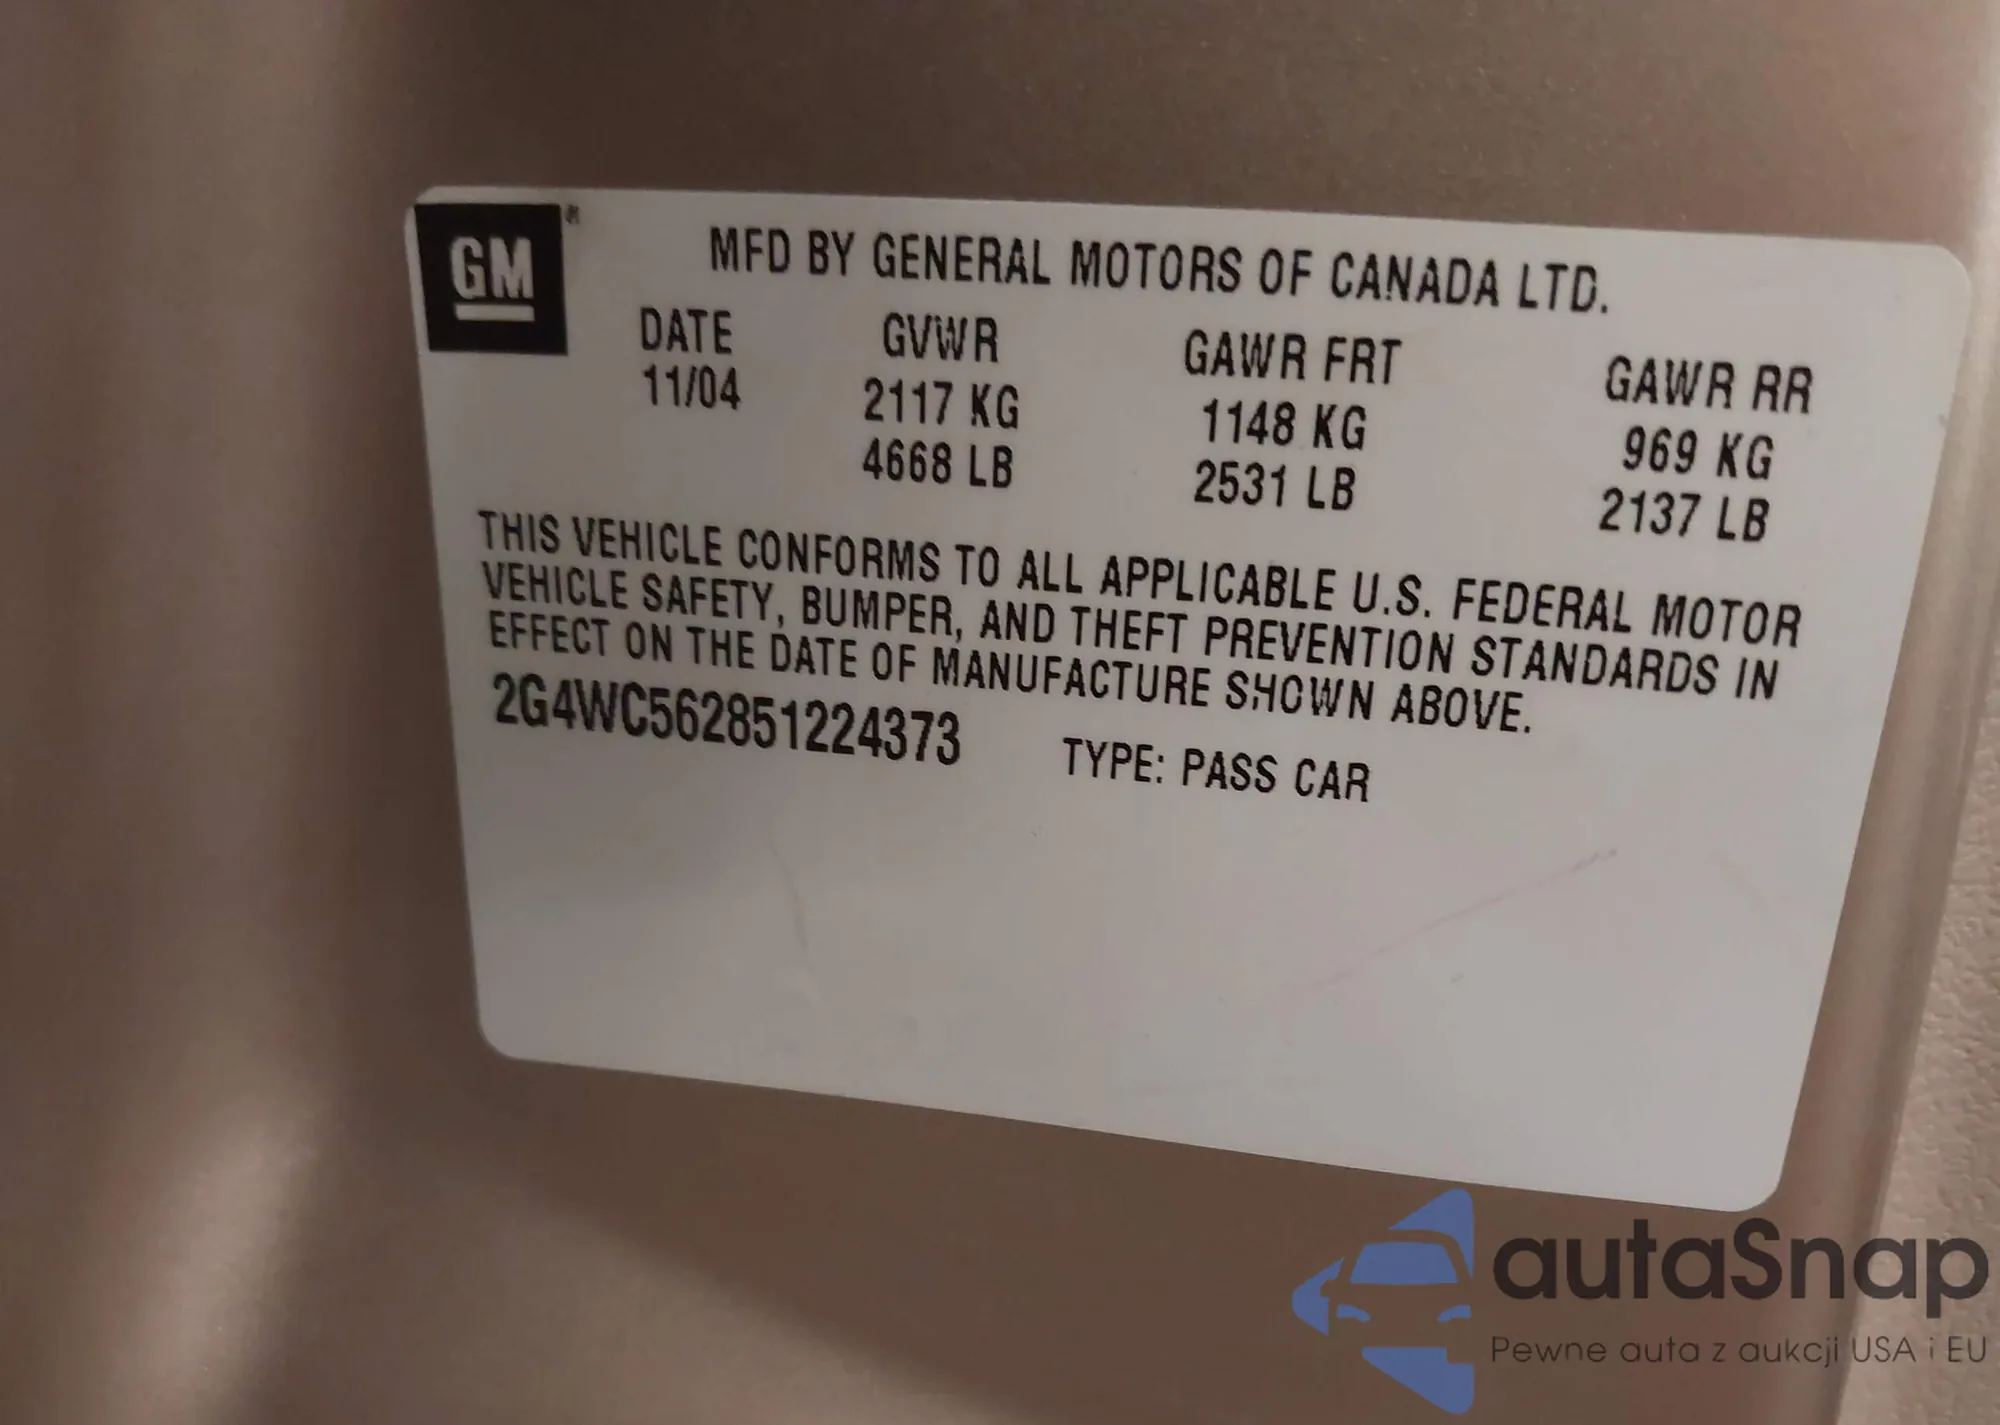 GM
MFD BY GENERAL MOTORS OF CANADA LTD.
DATE GVWR GAWR FRT GAWR RR
11/04 2117 KG 1148 KG 969 KG
4668 LB 2531 LB 2137 LB
THIS VEHICLE CONFORMS TO ALL APPLICABLE U.S. FEDERAL MOTOR
VEHICLE SAFETY, BUMPER, AND THEFT PREVENTION STANDARDS IN
EFFECT ON THE DATE OF MANUFACTURE SHOWN ABOVE.
2G4WC562851224373 TYPE: PASS CAR
autaSnap
Pewne auta z aukcji USA i EU